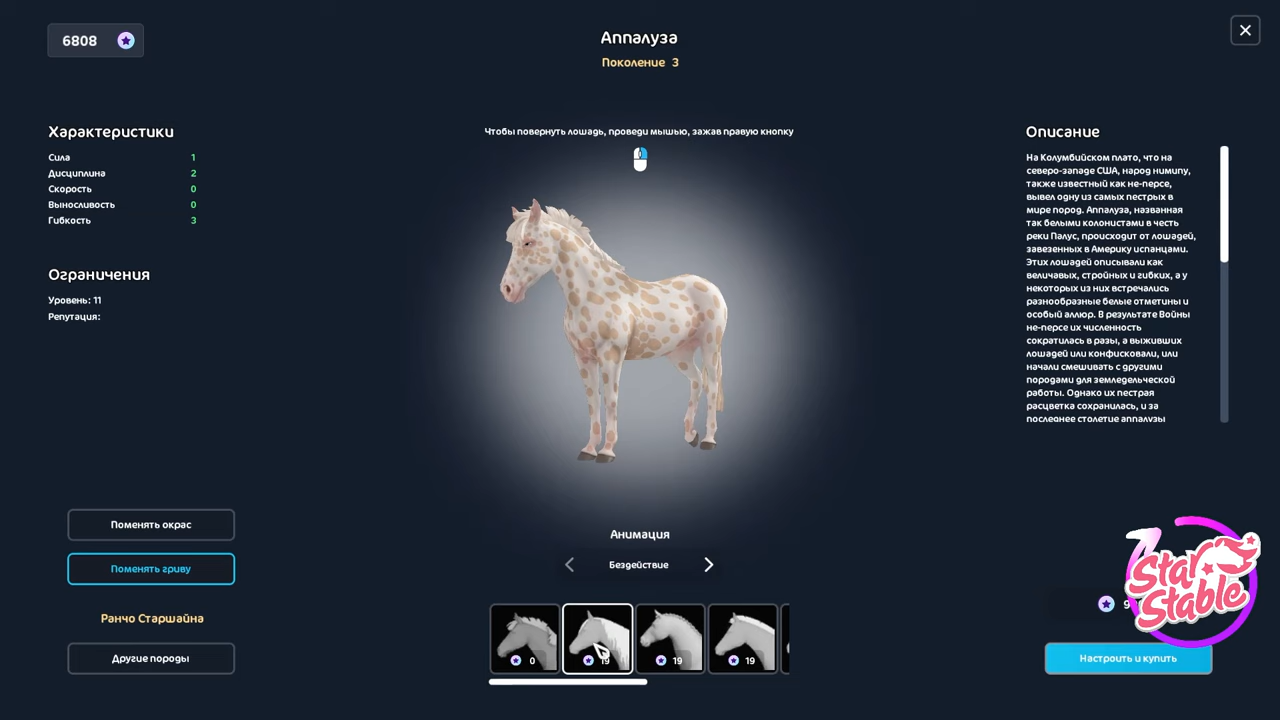 6808
Аппалуза
Поколение 3
Характеристики
Сила 1
Дисциплина 2
Скорость 0
Выносливость 0
Гибкость 3
Ограничения
Уровень: 11
Репутация:
Чтобы повернуть лошадь, проведи мышью, зажав правую кнопку
Описание
На Колумбийском плато, что на
северо-западе США, народ нимипу,
также известный как не-персе,
вывел одну из самых пестрых в
мире пород. Аппалуза, названная
так белыми колонистами в честь
реки Палус, происходит от лошадей,
завезенных в Америку испанцами.
Этих лошадей описывали как
величавых, стройных и гибких, а у
некоторых из них встречались
разнообразные белые отметины и
особый аллюр. В результате Войны
не-персе их численность
сократилась в разы, а выживших
лошадей или конфисковали, или
начали смешивать с другими
породами для земледельческой
работы. Однако их пестрая
расцветка сохранилась, и за
последнее столетие аппалузы
Поменять окрас
Поменять гриву
Ранчо Старшайна
Другие породы
Анимация
Бездействие
0
19
19
19
Star
Stable
Настроить и купить